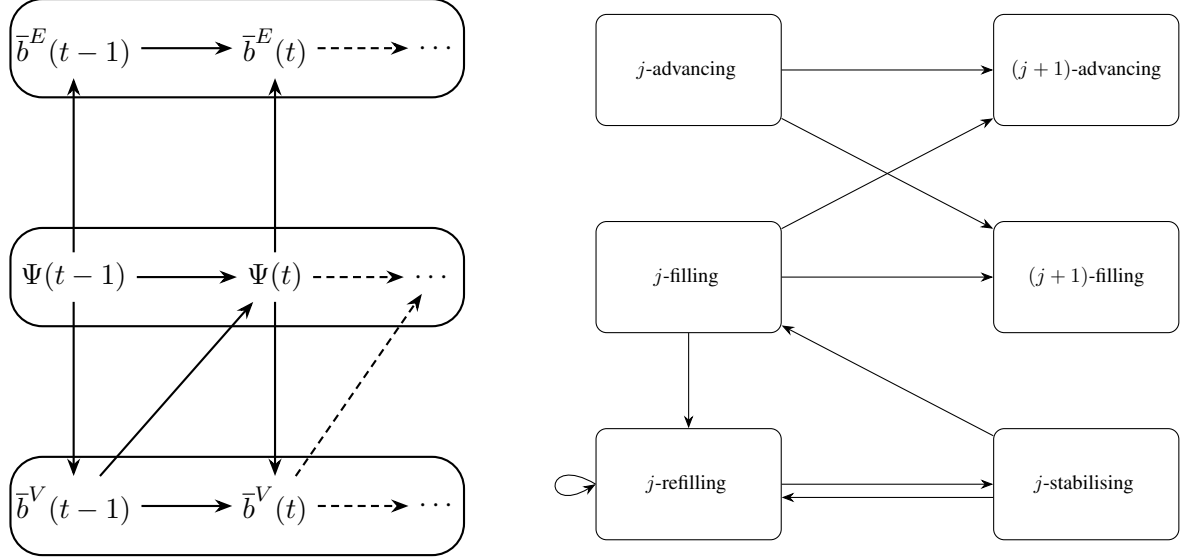 b̅^E(t − 1) b̅^E(t) ···
Ψ(t − 1) Ψ(t) ···
b̅^V(t − 1) b̅^V(t) ···
j-advancing (j + 1)-advancing
j-filling (j + 1)-filling
j-refilling j-stabilising